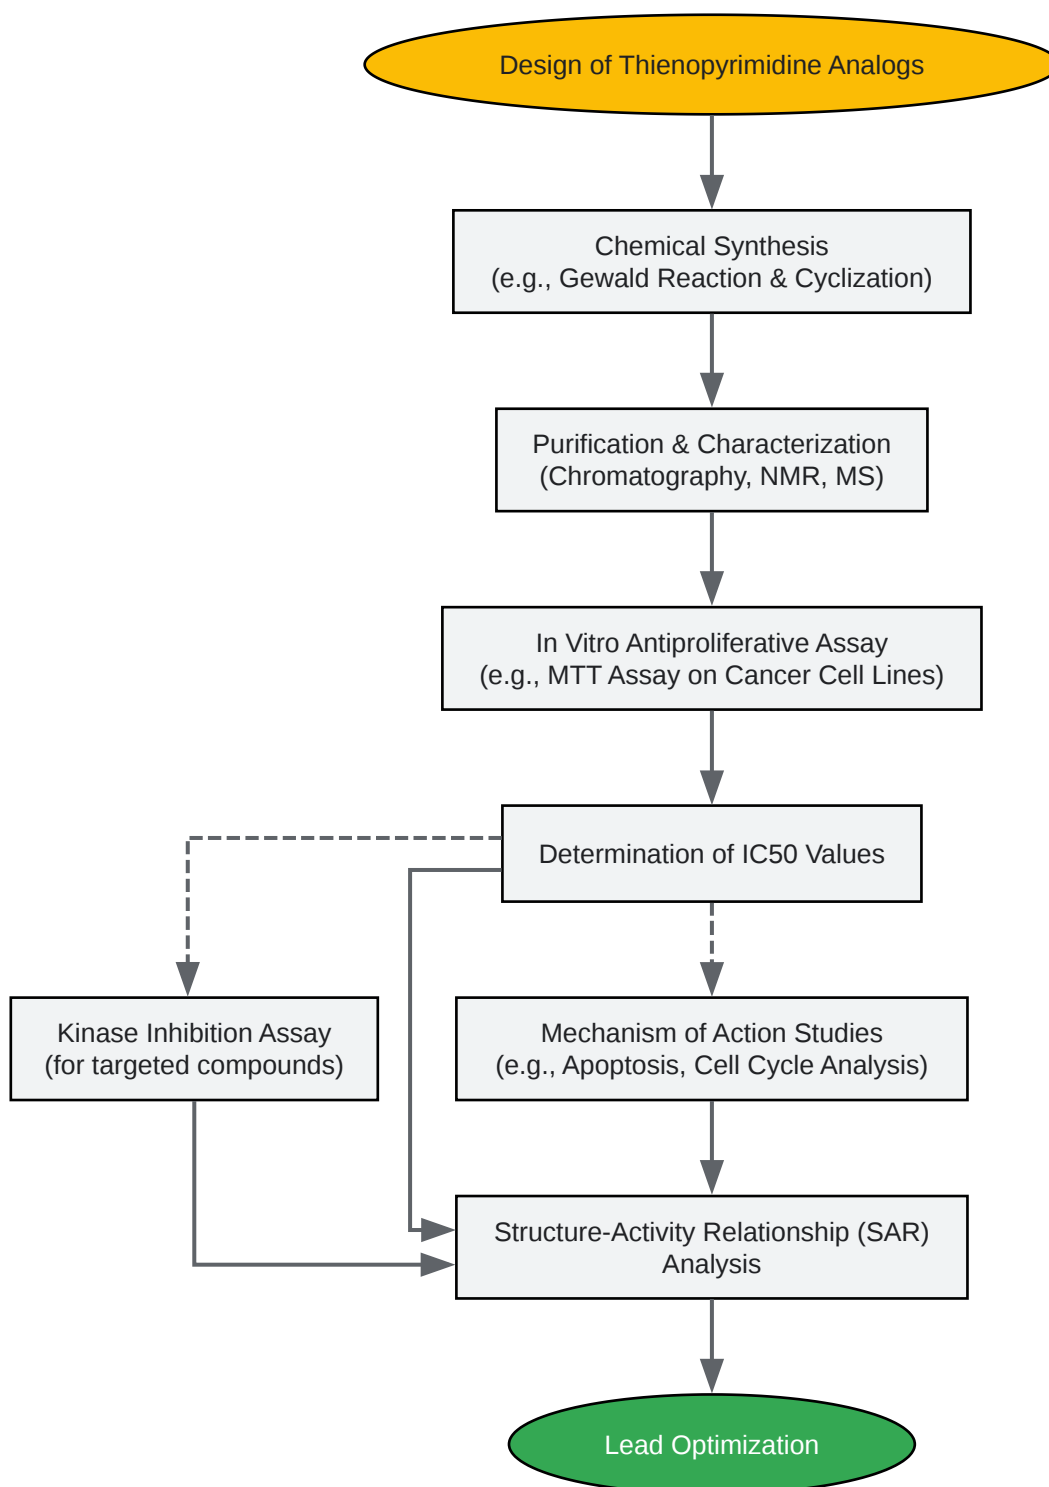 Design of Thienopyrimidine Analogs
Chemical Synthesis
(e.g., Gewald Reaction & Cyclization)
Purification & Characterization
(Chromatography, NMR, MS)
In Vitro Antiproliferative Assay
(e.g., MTT Assay on Cancer Cell Lines)
Determination of IC50 Values
Kinase Inhibition Assay
(for targeted compounds)
Mechanism of Action Studies
(e.g., Apoptosis, Cell Cycle Analysis)
Structure-Activity Relationship (SAR)
Analysis
Lead Optimization